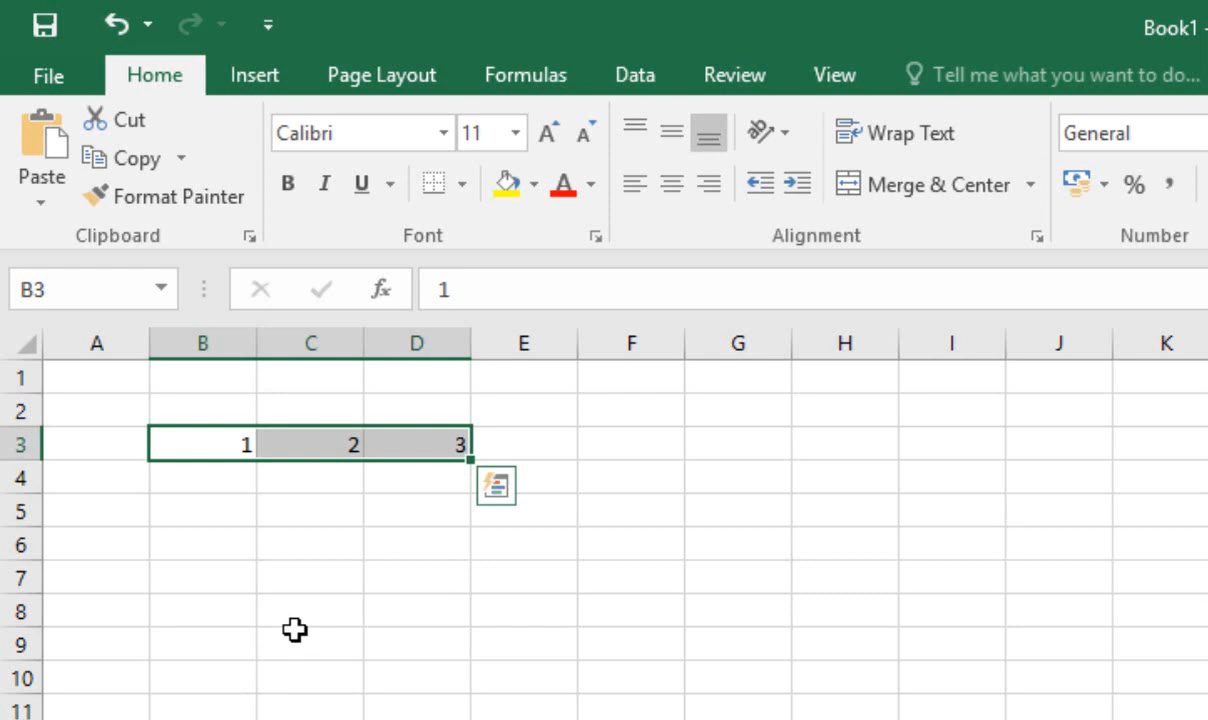 Book1 -
File Home Insert Page Layout Formulas Data Review View Tell me what you want to do...
Paste
Cut
Copy
Format Painter
Clipboard
Calibri 11 A A
B I U A
Font
Wrap Text
Merge & Center
Alignment
General
% ,
Number
B3 fx 1
A B C D E F G H I J K
1
2
3 1 2 3
4
5
6
7
8
9
10
11